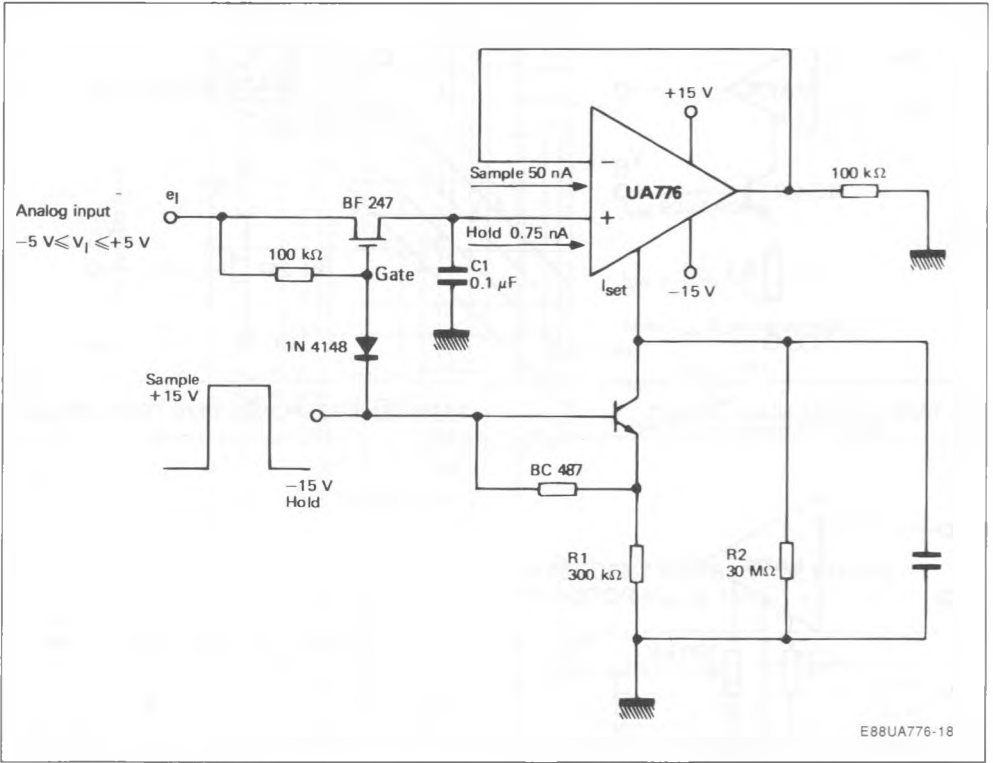 +15 V
Sample 50 nA
UA776
100 kΩ
e_I
Analog input
−5 V ⩽ V_I ⩽ +5 V
BF 247
Hold 0.75 nA
100 kΩ
Gate
C1
0.1 μF
I_set
−15 V
1N 4148
Sample
+15 V
−15 V
Hold
BC 487
R1
300 kΩ
R2
30 MΩ
E88UA776-18